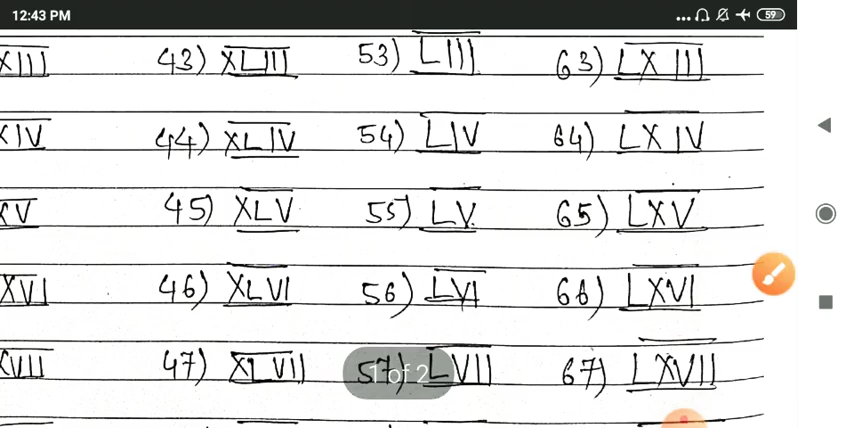 12:43 PM 59
XIII 43) XLIII 53) LIII 63) LXIII
XIV 44) XLIV 54) LIV 64) LXIV
XV 45) XLV 55) LV 65) LXV
XVI 46) XLVI 56) LVI 66) LXVI
XVII 47) XLVII 57) LVII 67) LXVII
1 of 2